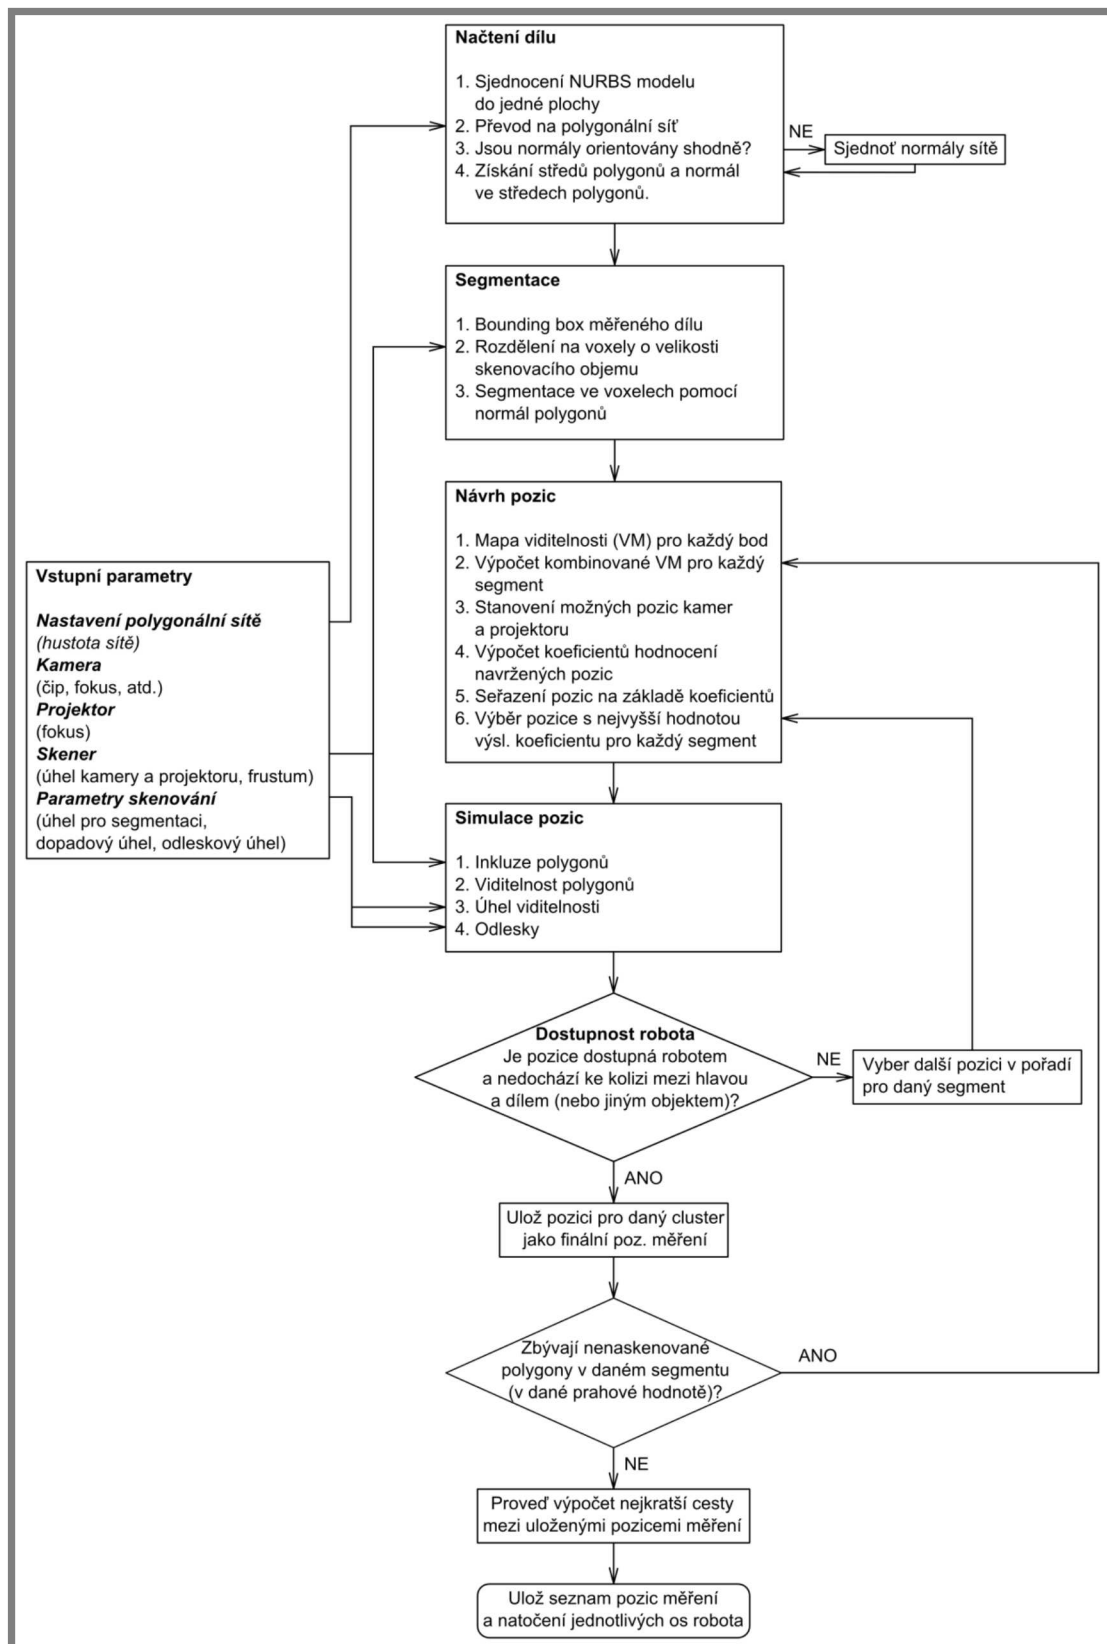 Načtení dílu
1. Sjednocení NURBS modelu
do jedné plochy
2. Převod na polygonální síť
3. Jsou normály orientovány shodně?
4. Získání středů polygonů a normál
ve středech polygonů.
NE
Sjednoť normály sítě
Segmentace
1. Bounding box měřeného dílu
2. Rozdělení na voxely o velikosti
skenovacího objemu
3. Segmentace ve voxelech pomocí
normál polygonů
Návrh pozic
1. Mapa viditelnosti (VM) pro každý bod
2. Výpočet kombinované VM pro každý
segment
3. Stanovení možných pozic kamer
a projektoru
4. Výpočet koeficientů hodnocení
navržených pozic
5. Seřazení pozic na základě koeficientů
6. Výběr pozice s nejvyšší hodnotou
výsl. koeficientu pro každý segment
Vstupní parametry
Nastavení polygonální sítě
(hustota sítě)
Kamera
(čip, fokus, atd.)
Projektor
(fokus)
Skener
(úhel kamery a projektoru, frustum)
Parametry skenování
(úhel pro segmentaci,
dopadový úhel, odleskový úhel)
Simulace pozic
1. Inkluze polygonů
2. Viditelnost polygonů
3. Úhel viditelnosti
4. Odlesky
Dostupnost robota
Je pozice dostupná robotem
a nedochází ke kolizi mezi hlavou
a dílem (nebo jiným objektem)?
NE
Vyber další pozici v pořadí
pro daný segment
ANO
Ulož pozici pro daný cluster
jako finální poz. měření
Zbývají nenaskenované
polygony v daném segmentu
(v dané prahové hodnotě)?
ANO
NE
Proveď výpočet nejkratší cesty
mezi uloženými pozicemi měření
Ulož seznam pozic měření
a natočení jednotlivých os robota